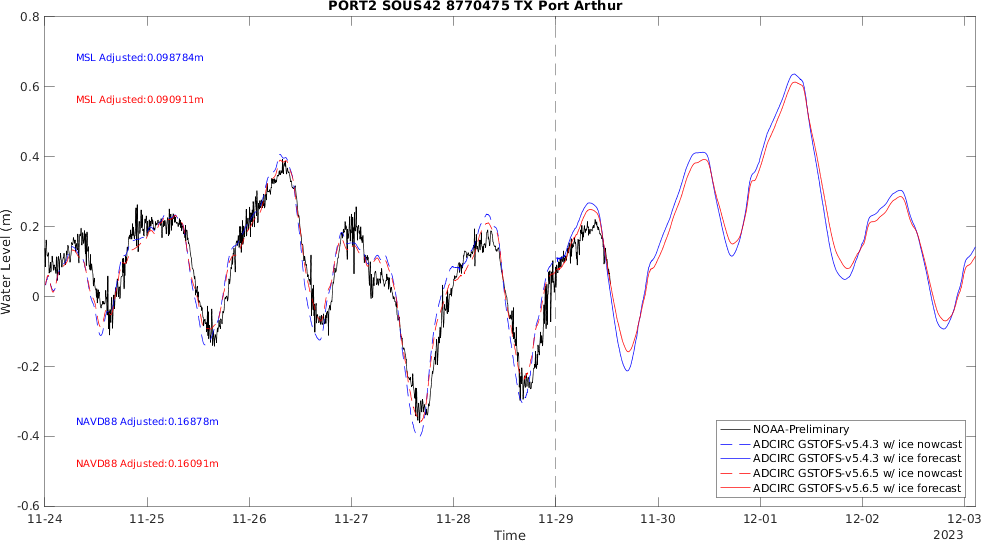 PORT2 SOUS42 8770475 TX Port Arthur
Water Level (m)
0.8
0.6
0.4
0.2
0
-0.2
-0.4
-0.6
MSL Adjusted:0.098784m
MSL Adjusted:0.090911m
NAVD88 Adjusted:0.16878m
NAVD88 Adjusted:0.16091m
NOAA-Preliminary
ADCIRC GSTOFS-v5.4.3 w/ ice nowcast
ADCIRC GSTOFS-v5.4.3 w/ ice forecast
ADCIRC GSTOFS-v5.6.5 w/ ice nowcast
ADCIRC GSTOFS-v5.6.5 w/ ice forecast
11-24 11-25 11-26 11-27 11-28 11-29 11-30 12-01 12-02 12-03
Time
2023